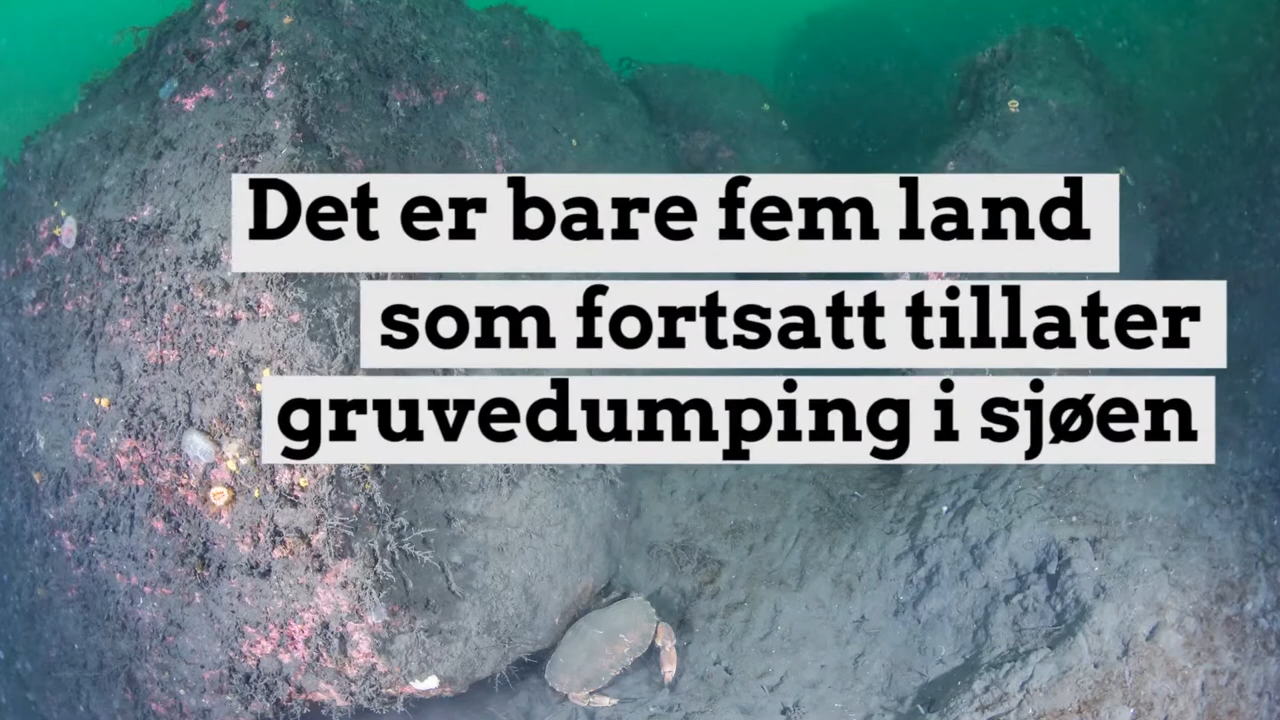 Det er bare fem land
som fortsatt tillater
gruvedumping i sjøen